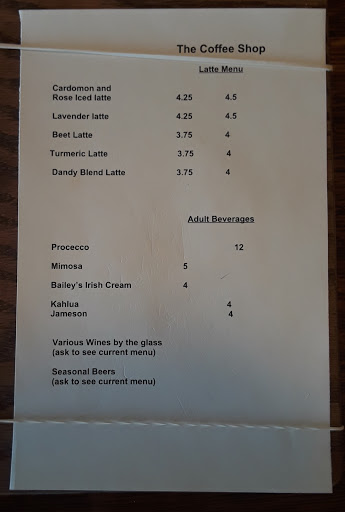 The Coffee Shop
Latte Menu
Cardomon and
Rose Iced latte 4.25 4.5
Lavender latte 4.25 4.5
Beet Latte 3.75 4
Turmeric Latte 3.75 4
Dandy Blend Latte 3.75 4
Adult Beverages
Procecco 12
Mimosa 5
Bailey's Irish Cream 4
Kahlua 4
Jameson 4
Various Wines by the glass
(ask to see current menu)
Seasonal Beers
(ask to see current menu)